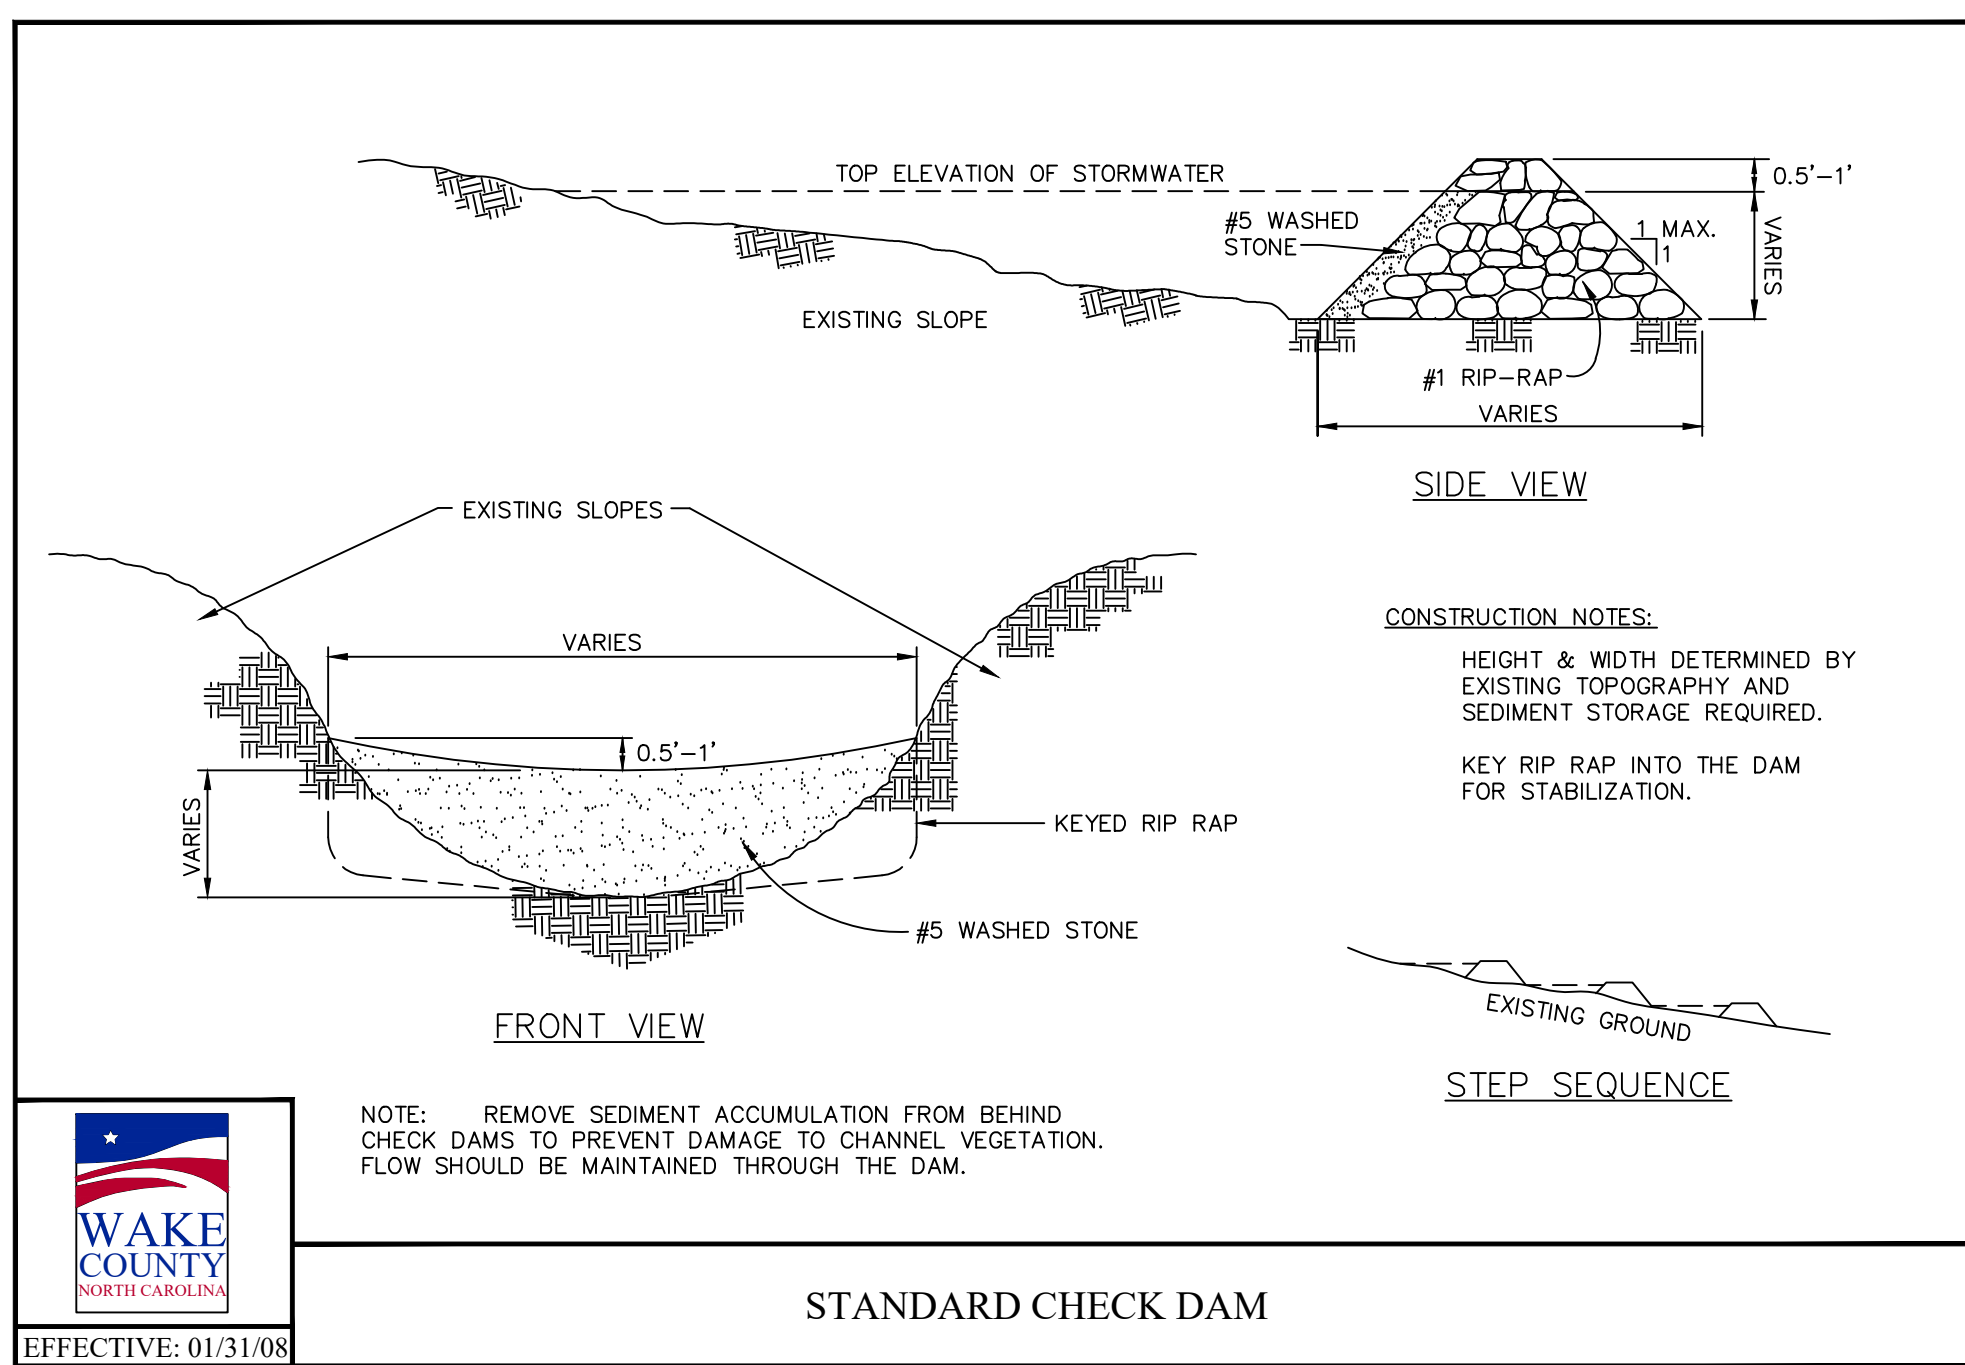 TOP ELEVATION OF STORMWATER
0.5'-1'
#5 WASHED
STONE
1 MAX.
1
VARIES
EXISTING SLOPE
#1 RIP-RAP
VARIES
SIDE VIEW
EXISTING SLOPES
VARIES
0.5'-1'
VARIES
KEYED RIP RAP
#5 WASHED STONE
FRONT VIEW
CONSTRUCTION NOTES:
HEIGHT & WIDTH DETERMINED BY
EXISTING TOPOGRAPHY AND
SEDIMENT STORAGE REQUIRED.
KEY RIP RAP INTO THE DAM
FOR STABILIZATION.
EXISTING GROUND
STEP SEQUENCE
NOTE: REMOVE SEDIMENT ACCUMULATION FROM BEHIND
CHECK DAMS TO PREVENT DAMAGE TO CHANNEL VEGETATION.
FLOW SHOULD BE MAINTAINED THROUGH THE DAM.
WAKE
COUNTY
NORTH CAROLINA
EFFECTIVE: 01/31/08
STANDARD CHECK DAM